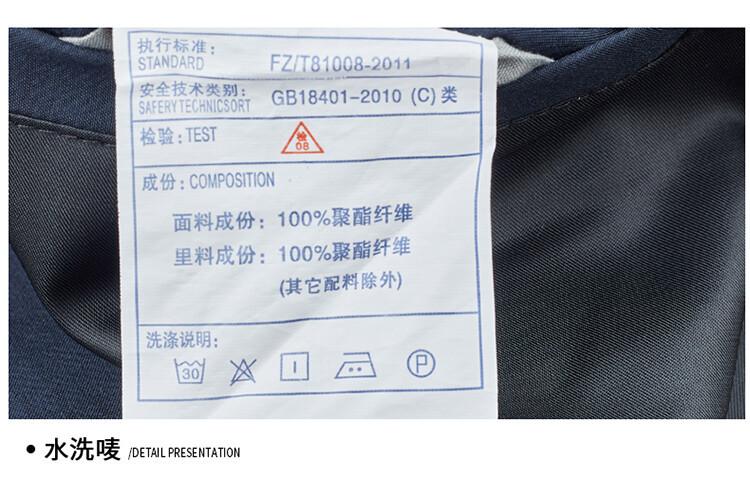 执行标准:
STANDARD FZ/T81008-2011
安全技术类别:
SAFERY TECHNICSORT GB18401-2010 (C) 类
检验: TEST 检
08
成份: COMPOSITION
面料成份: 100%聚酯纤维
里料成份: 100%聚酯纤维
(其它配料除外)
洗涤说明:
30 P
• 水洗唛 /DETAIL PRESENTATION